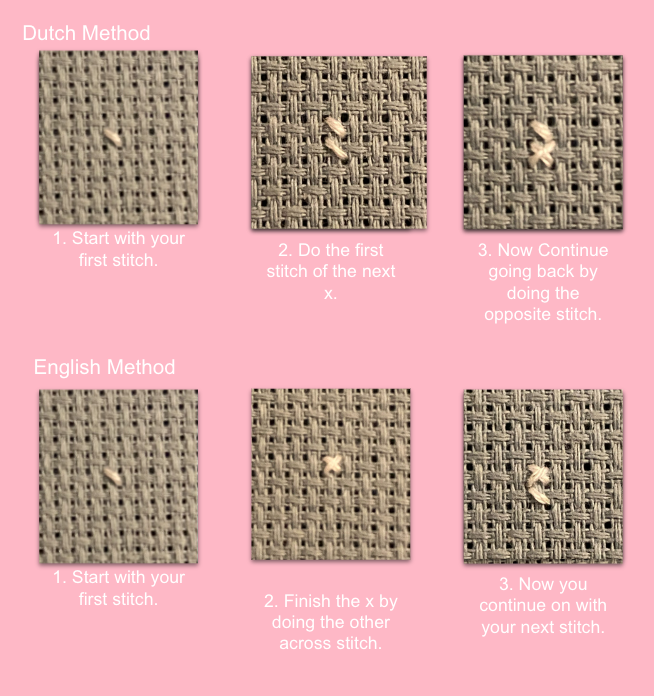 Dutch Method
1. Start with your
first stitch.
2. Do the first
stitch of the next
x.
3. Now Continue
going back by
doing the
opposite stitch.
English Method
1. Start with your
first stitch.
2. Finish the x by
doing the other
across stitch.
3. Now you
continue on with
your next stitch.